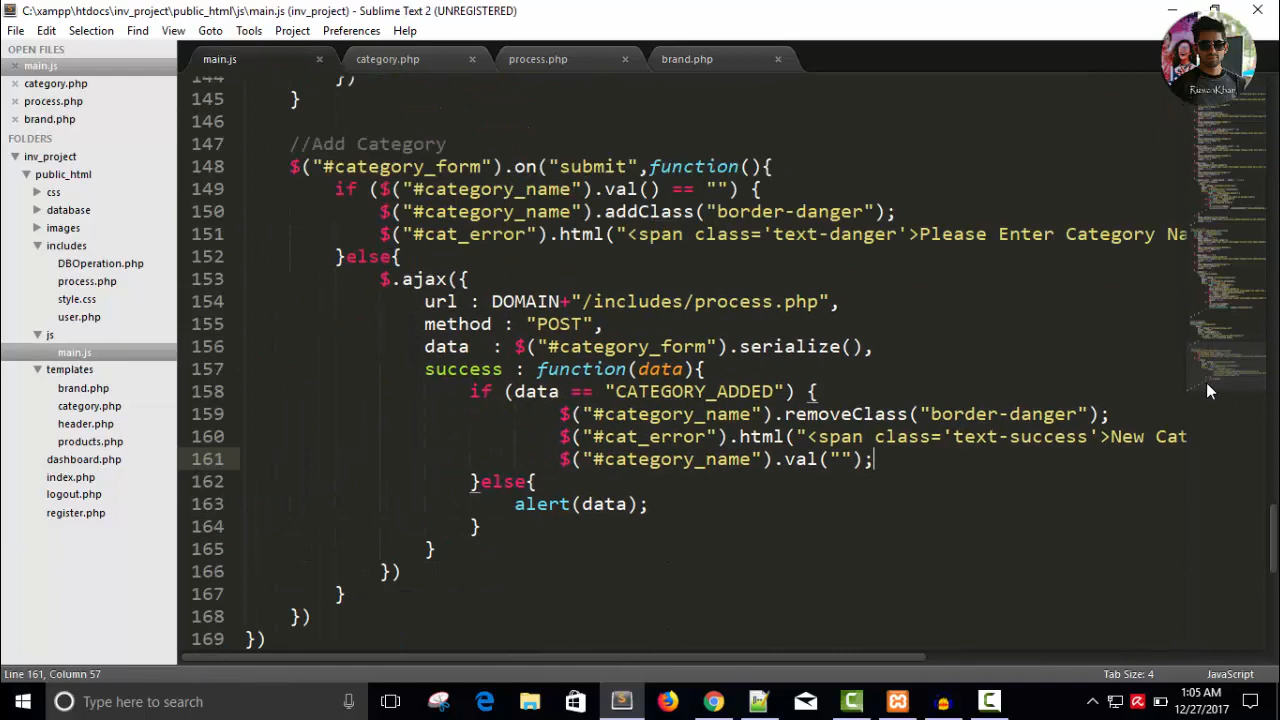 C:\xampp\htdocs\inv_project\public_html\js\main.js (inv_project) - Sublime Text 2 (UNREGISTERED)
File Edit Selection Find View Goto Tools Project Preferences Help
OPEN FILES
main.js
category.php
process.php
brand.php
FOLDERS
inv_project
public_html
css
database
images
includes
DBOperation.php
process.php
style.css
user.php
js
main.js
templates
brand.php
category.php
header.php
products.php
dashboard.php
index.php
logout.php
register.php
main.js category.php process.php brand.php
144 })
145 }
146
147 //Add Category
148 $("#category_form").on("submit",function(){
149 if ($("#category_name").val() == "") {
150 $("#category_name").addClass("border-danger");
151 $("#cat_error").html("<span class='text-danger'>Please Enter Category Na
152 }else{
153 $.ajax({
154 url : DOMAIN+"/includes/process.php",
155 method : "POST",
156 data  : $("#category_form").serialize(),
157 success : function(data){
158 if (data == "CATEGORY_ADDED") {
159 $("#category_name").removeClass("border-danger");
160 $("#cat_error").html("<span class='text-success'>New Cat
161 $("#category_name").val("");
162 }else{
163 alert(data);
164 }
165 }
166 })
167 }
168 })
169 })
Line 161, Column 57 Tab Size: 4 JavaScript
Type here to search
1:05 AM
12/27/2017